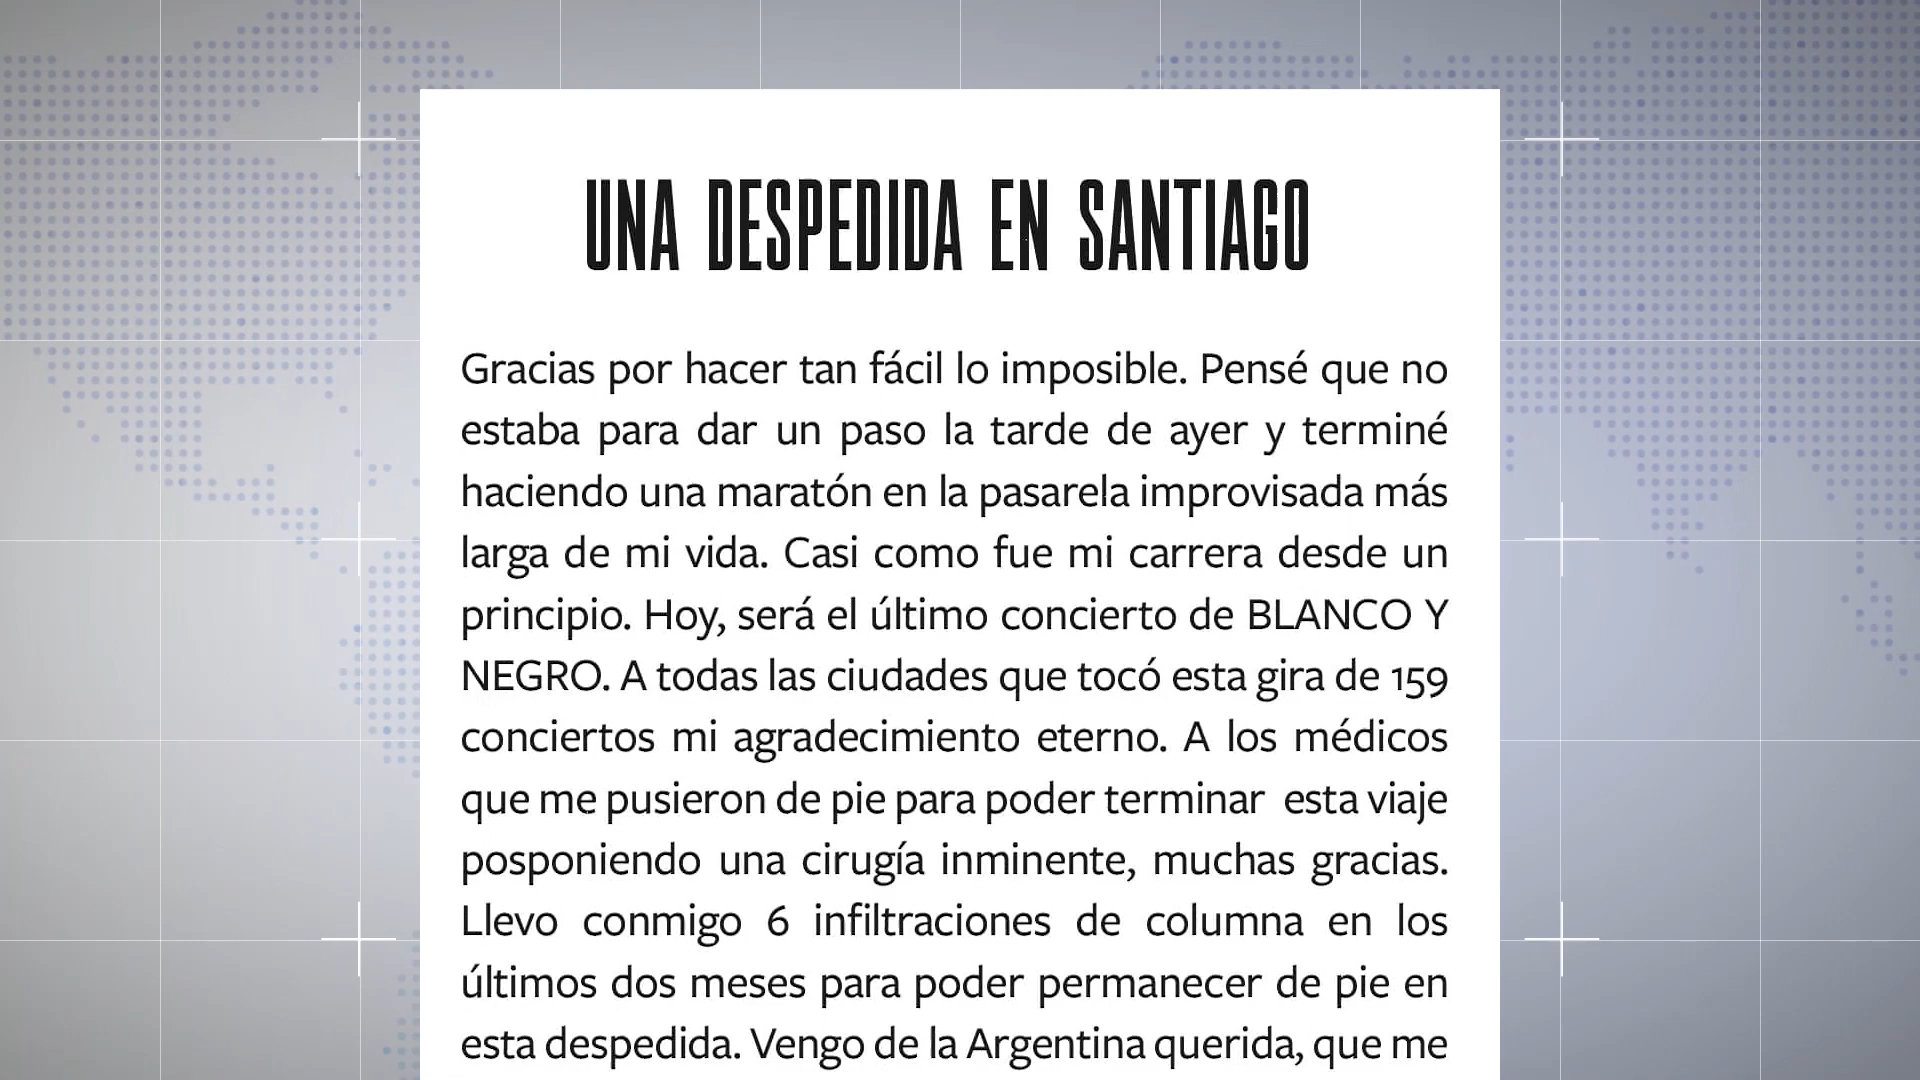 UNA DESPEDIDA EN SANTIAGO
Gracias por hacer tan fácil lo imposible. Pensé que no
estaba para dar un paso la tarde de ayer y terminé
haciendo una maratón en la pasarela improvisada más
larga de mi vida. Casi como fue mi carrera desde un
principio. Hoy, será el último concierto de BLANCO Y
NEGRO. A todas las ciudades que tocó esta gira de 159
conciertos mi agradecimiento eterno. A los médicos
que me pusieron de pie para poder terminar esta viaje
posponiendo una cirugía inminente, muchas gracias.
Llevo conmigo 6 infiltraciones de columna en los
últimos dos meses para poder permanecer de pie en
esta despedida. Vengo de la Argentina querida, que me